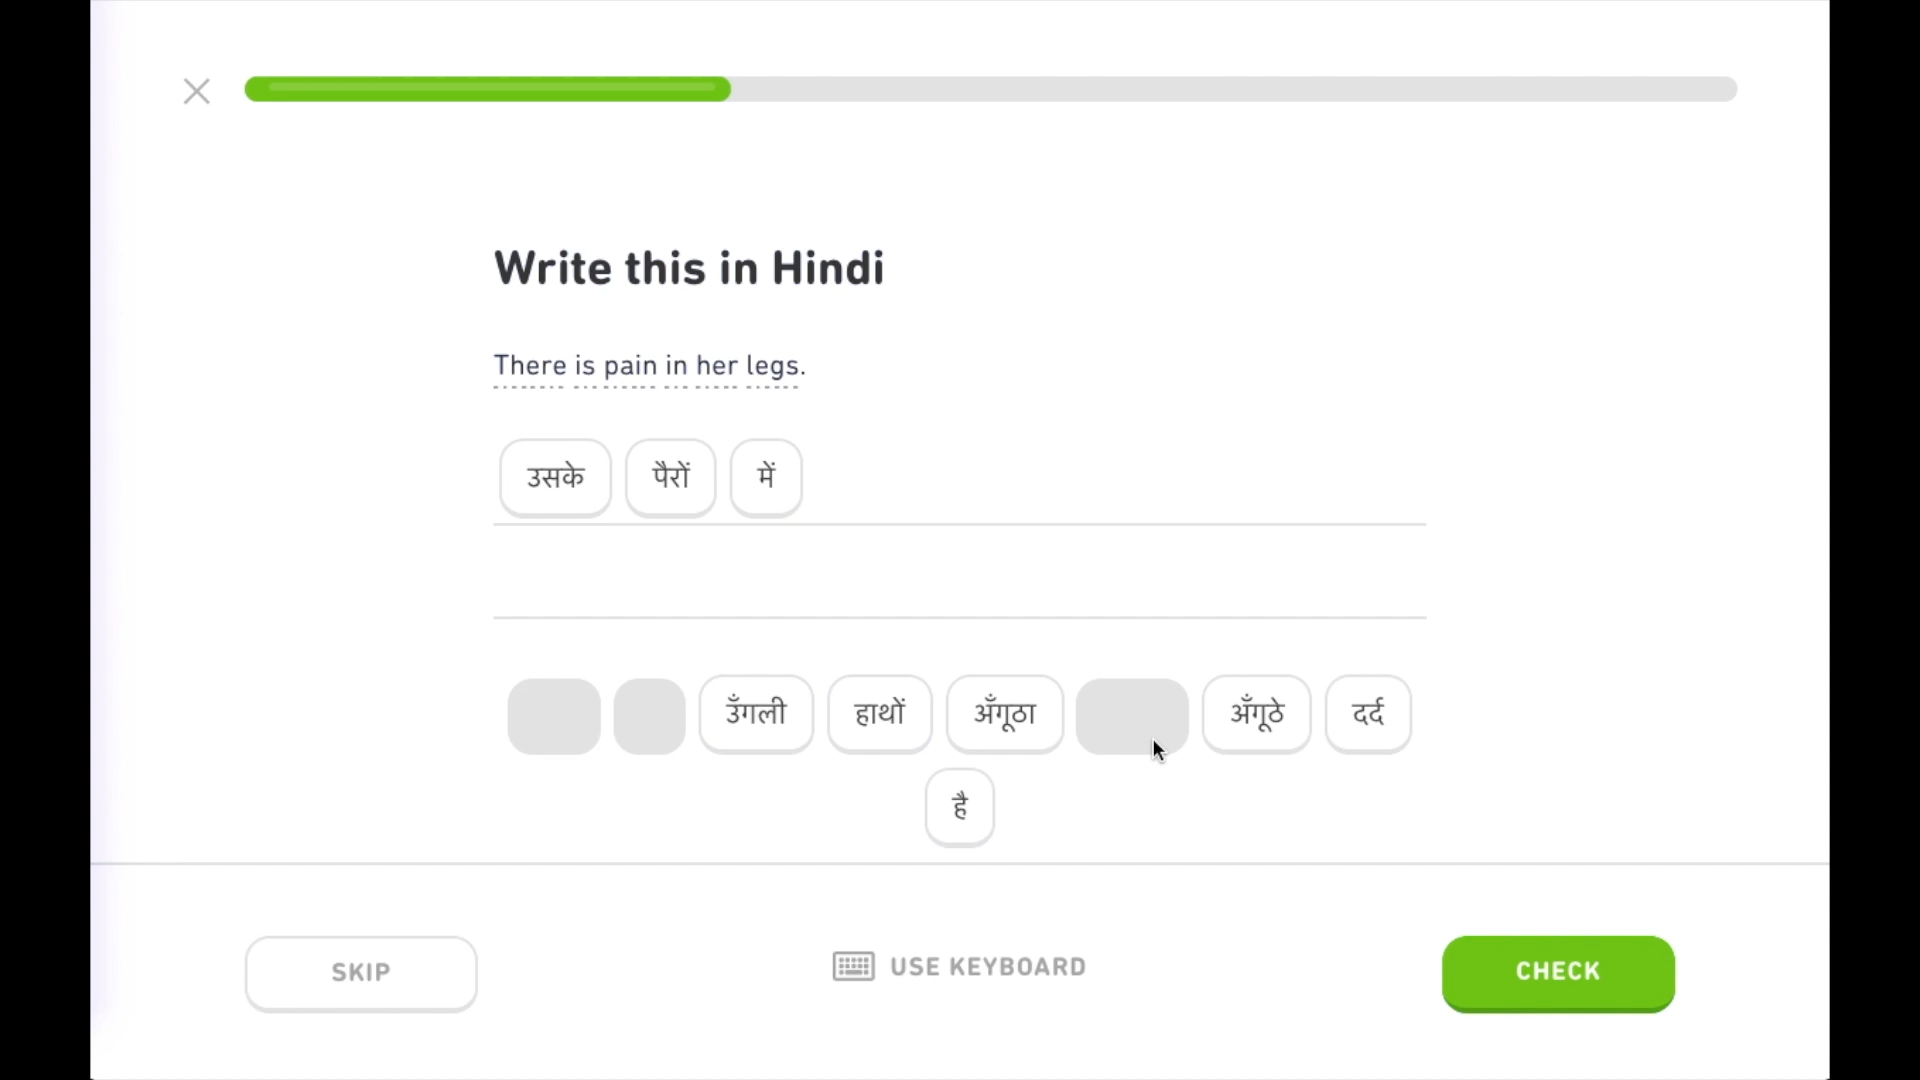 Write this in Hindi
There is pain in her legs.
उसके पैरों में
उँगली हाथों अँगूठा अँगूठे दर्द
है
SKIP USE KEYBOARD CHECK